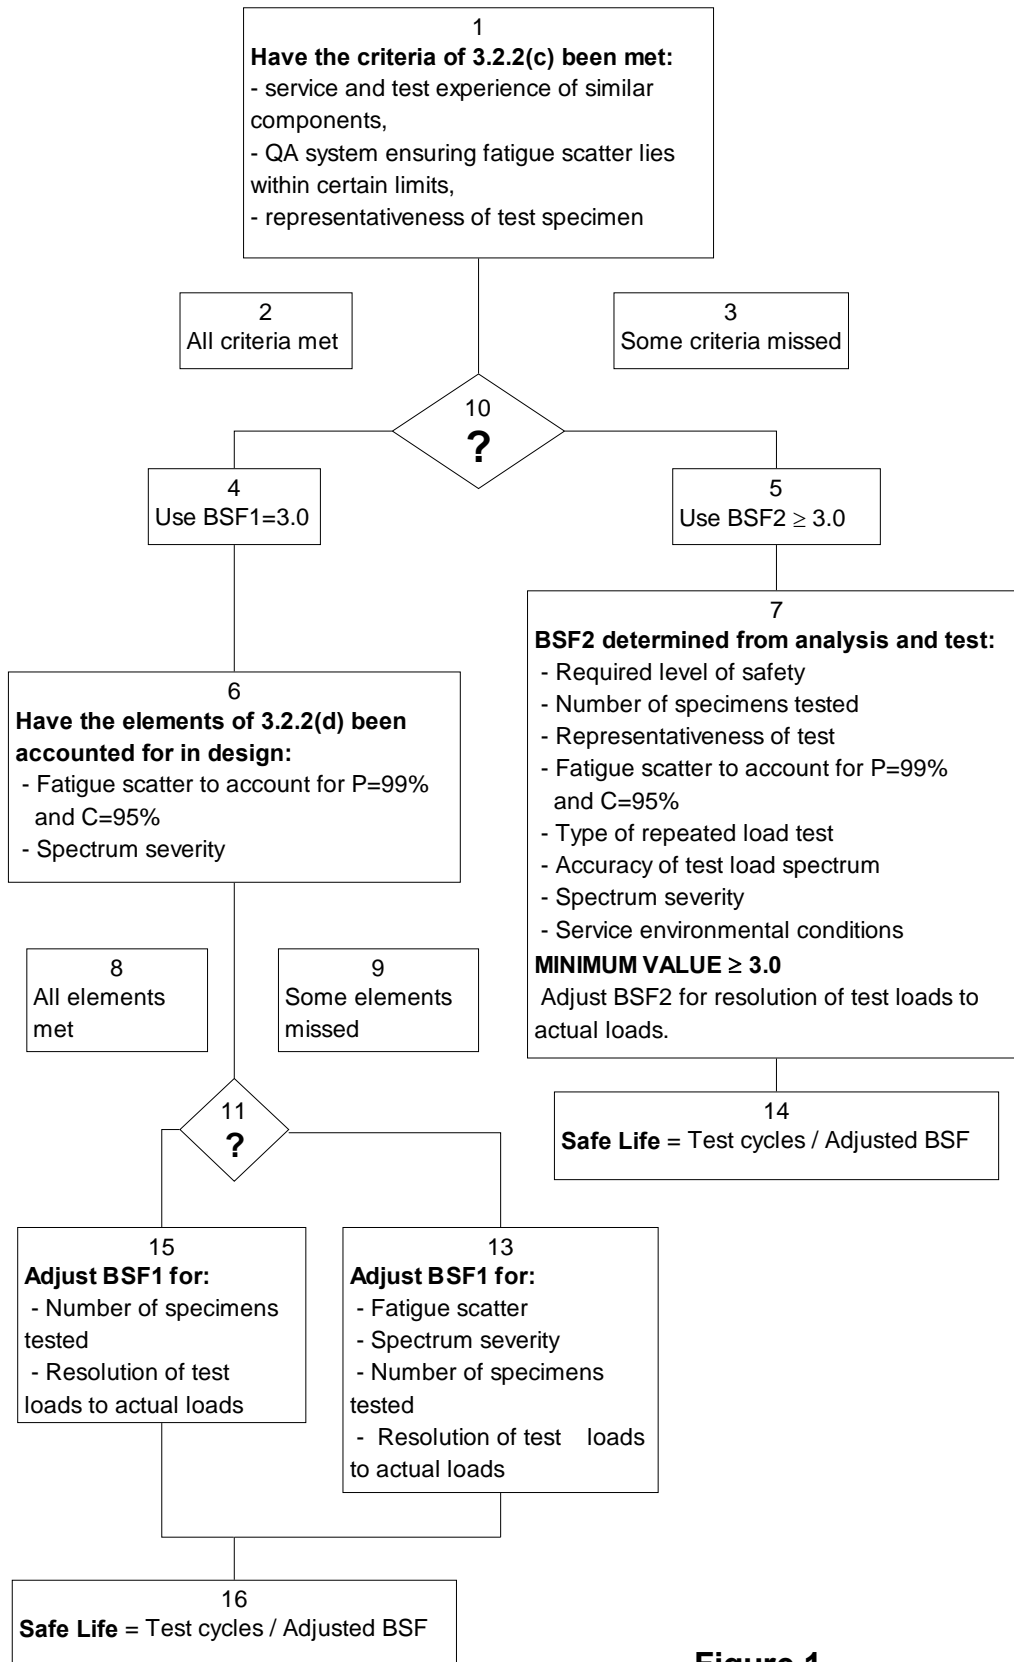 1
Have the criteria of 3.2.2(c) been met:
- service and test experience of similar
components,
- QA system ensuring fatigue scatter lies
within certain limits,
- representativeness of test specimen
2
All criteria met
3
Some criteria missed
10
?
4
Use BSF1=3.0
5
Use BSF2 ≥ 3.0
6
Have the elements of 3.2.2(d) been
accounted for in design:
- Fatigue scatter to account for P=99%
and C=95%
- Spectrum severity
7
BSF2 determined from analysis and test:
- Required level of safety
- Number of specimens tested
- Representativeness of test
- Fatigue scatter to account for P=99%
and C=95%
- Type of repeated load test
- Accuracy of test load spectrum
- Spectrum severity
- Service environmental conditions
MINIMUM VALUE ≥ 3.0
Adjust BSF2 for resolution of test loads to
actual loads.
8
All elements
met
9
Some elements
missed
11
?
14
Safe Life = Test cycles / Adjusted BSF
15
Adjust BSF1 for:
- Number of specimens
tested
- Resolution of test
loads to actual loads
13
Adjust BSF1 for:
- Fatigue scatter
- Spectrum severity
- Number of specimens
tested
- Resolution of test loads
to actual loads
16
Safe Life = Test cycles / Adjusted BSF
Figure 1